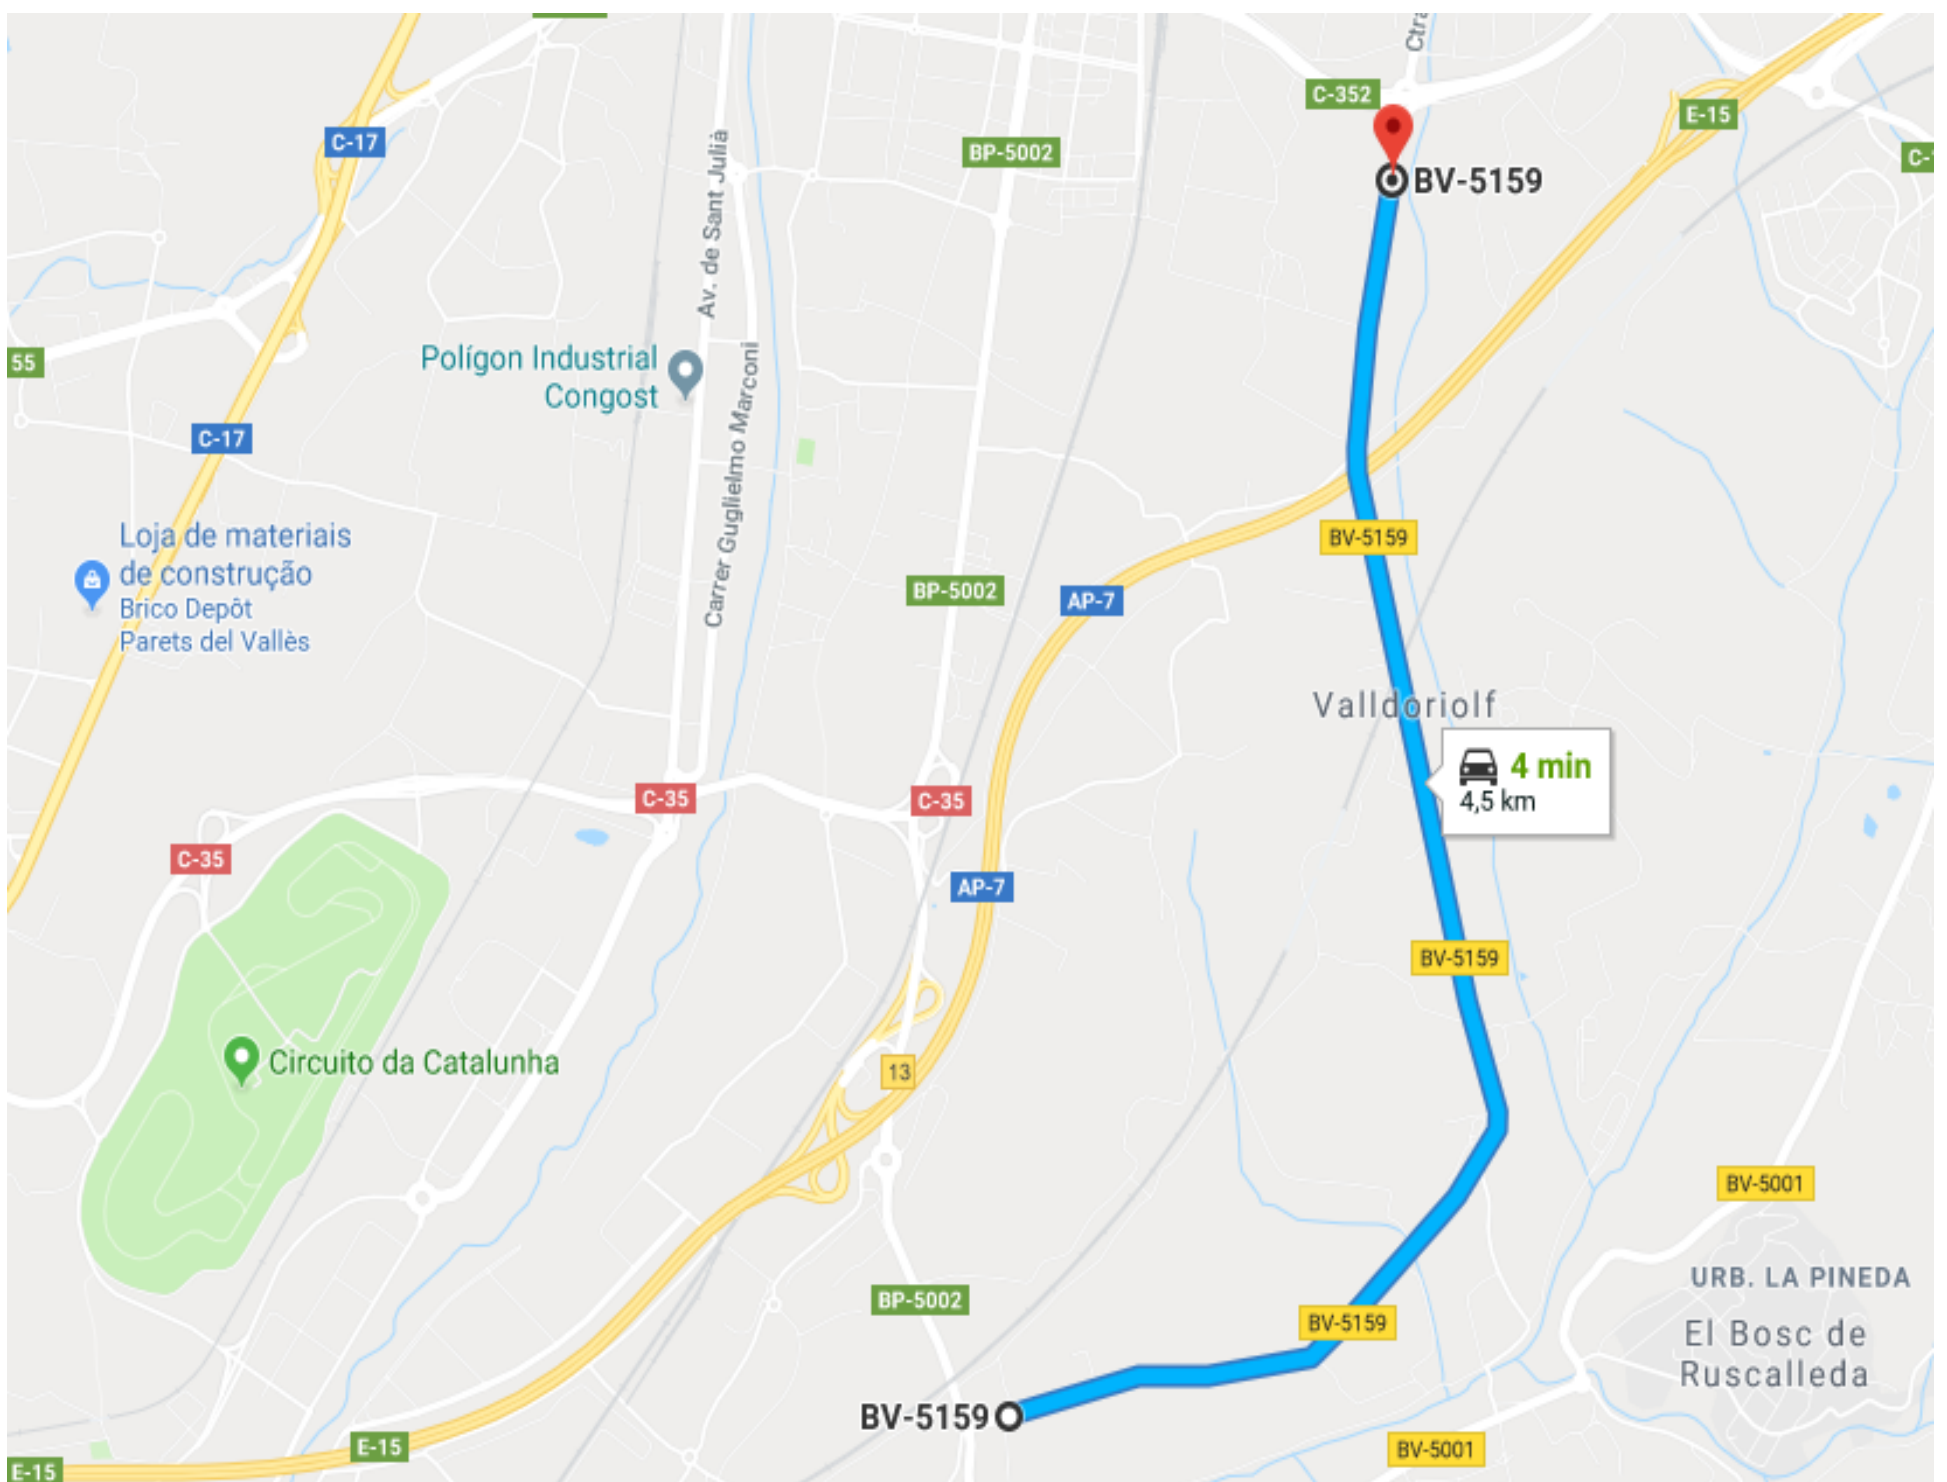 Ctra
C-352
E-15
C-17
BP-5002
C-1
BV-5159
Av. de Sant Julià
55
Polígon Industrial
Congost
C-17
Carrer Guglielmo Marconi
Loja de materiais
de construção
Brico Depôt
Parets del Vallès
BV-5159
BP-5002
AP-7
Valldoriolf
4 min
4,5 km
C-35
C-35
C-35
AP-7
BV-5159
Circuito da Catalunha
13
BV-5001
URB. LA PINEDA
El Bosc de
Ruscalleda
BP-5002
BV-5159
BV-5159
E-15
BV-5001
E-15